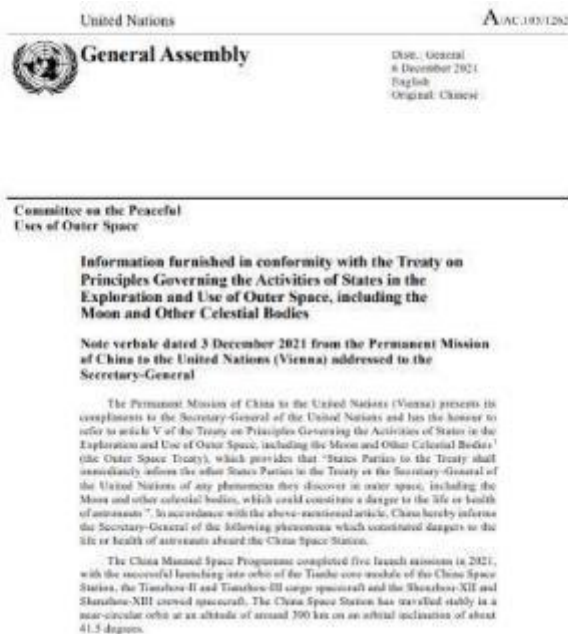 United Nations
A/AC.105/1262
General Assembly
Distr.: General
6 December 2021
English
Original: Chinese
Committee on the Peaceful
Uses of Outer Space
Information furnished in conformity with the Treaty on
Principles Governing the Activities of States in the
Exploration and Use of Outer Space, including the
Moon and Other Celestial Bodies
Note verbale dated 3 December 2021 from the Permanent Mission
of China to the United Nations (Vienna) addressed to the
Secretary-General
The Permanent Mission of China to the United Nations (Vienna) presents its
compliments to the Secretary-General of the United Nations and has the honour to
refer to article V of the Treaty on Principles Governing the Activities of States in the
Exploration and Use of Outer Space, including the Moon and Other Celestial Bodies
(the Outer Space Treaty), which provides that "States Parties to the Treaty shall
immediately inform the other States Parties to the Treaty or the Secretary-General of
the United Nations of any phenomena they discover in outer space, including the
Moon and other celestial bodies, which could constitute a danger to the life or health
of astronauts". In accordance with the above-mentioned article, China hereby informs
the Secretary-General of the following phenomena which constituted dangers to the
life or health of astronauts aboard the China Space Station.
The China Manned Space Programme completed five launch missions in 2021,
with the successful launching into orbit of the Tianhe core module of the China Space
Station, the Tianzhou-II and Tianzhou-III cargo spacecraft and the Shenzhou-XII and
Shenzhou-XIII crewed spacecraft. The China Space Station has travelled stably in a
near-circular orbit at an altitude of around 390 km on an orbital inclination of about
41.5 degrees.